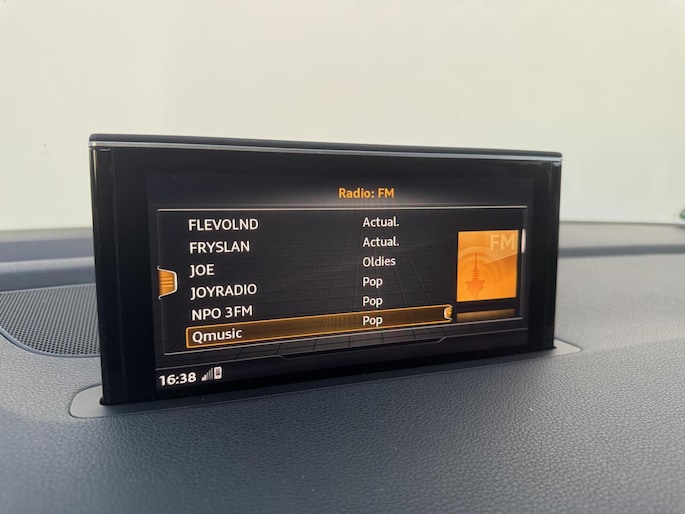 Radio: FM
FLEVOLND Actual.
FRYSLAN Actual.
JOE Oldies
JOYRADIO Pop
NPO 3FM Pop
Qmusic Pop
FM
16:38